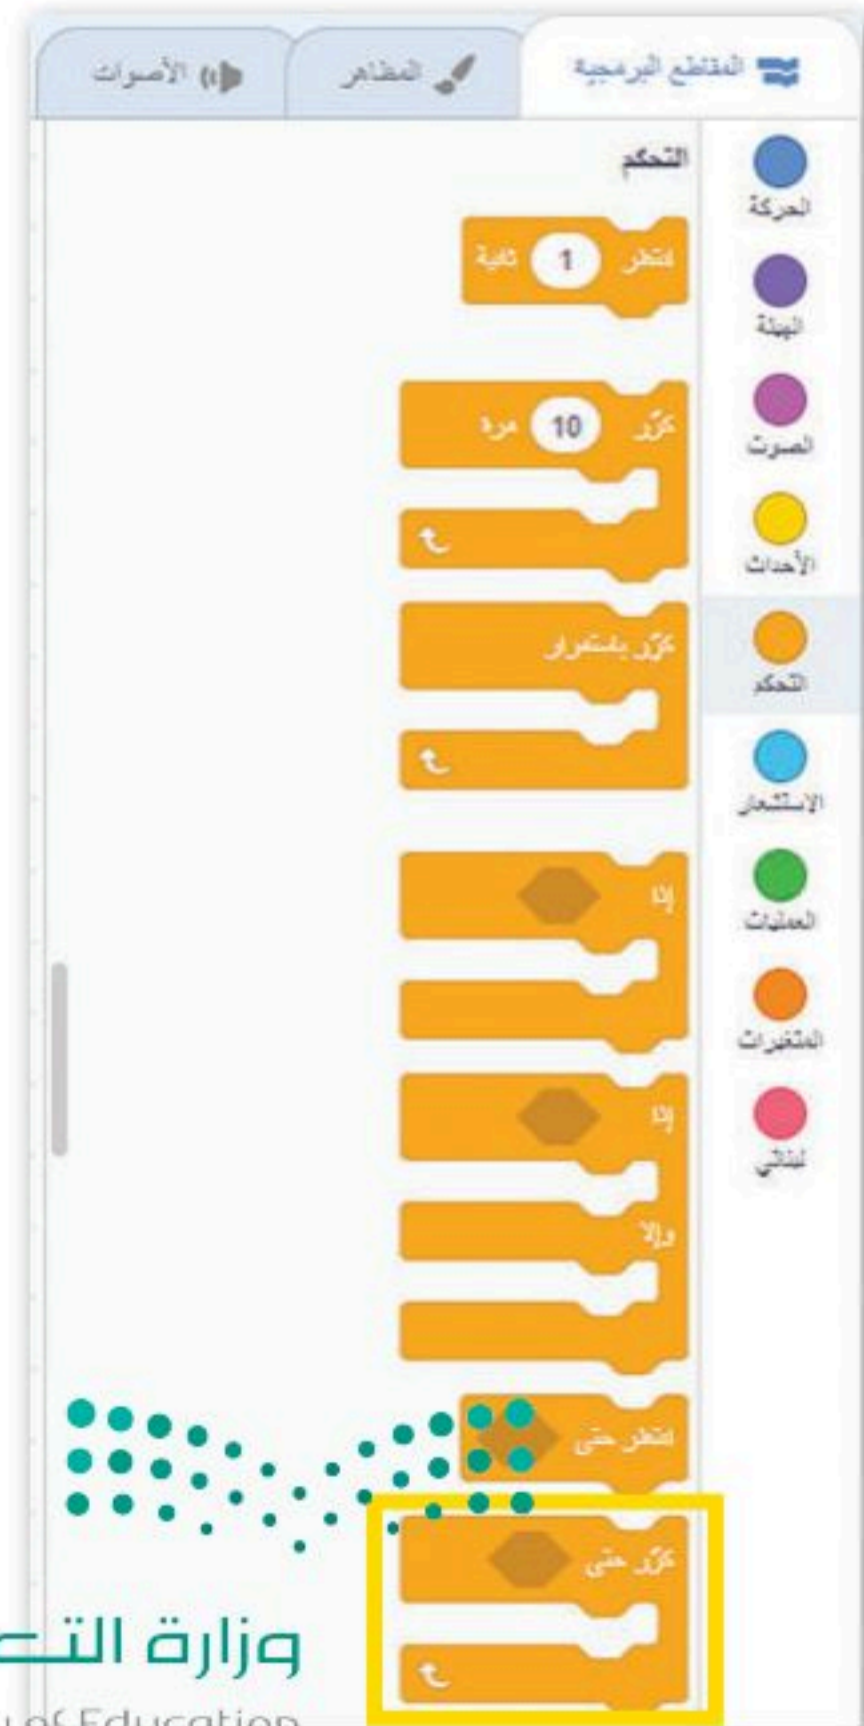 المقاطع البرمجية
المظاهر
الأصوات
الحركة
الهيئة
الصوت
الأحداث
التحكم
الاستشعار
العمليات
المتغيرات
لبناتي
التحكم
انتظر 1 ثانية
كرّر 10 مرة
كرّر باستمرار
إذا
إذا
وإلا
انتظر حتى
كرّر حتى
وزارة التع
of Education